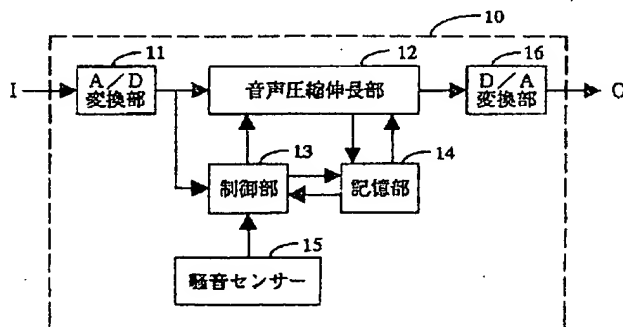 10
11
12
16
I
A/D
変換部
音声圧縮伸長部
D/A
変換部
O
13
14
制御部
記憶部
15
騒音センサー